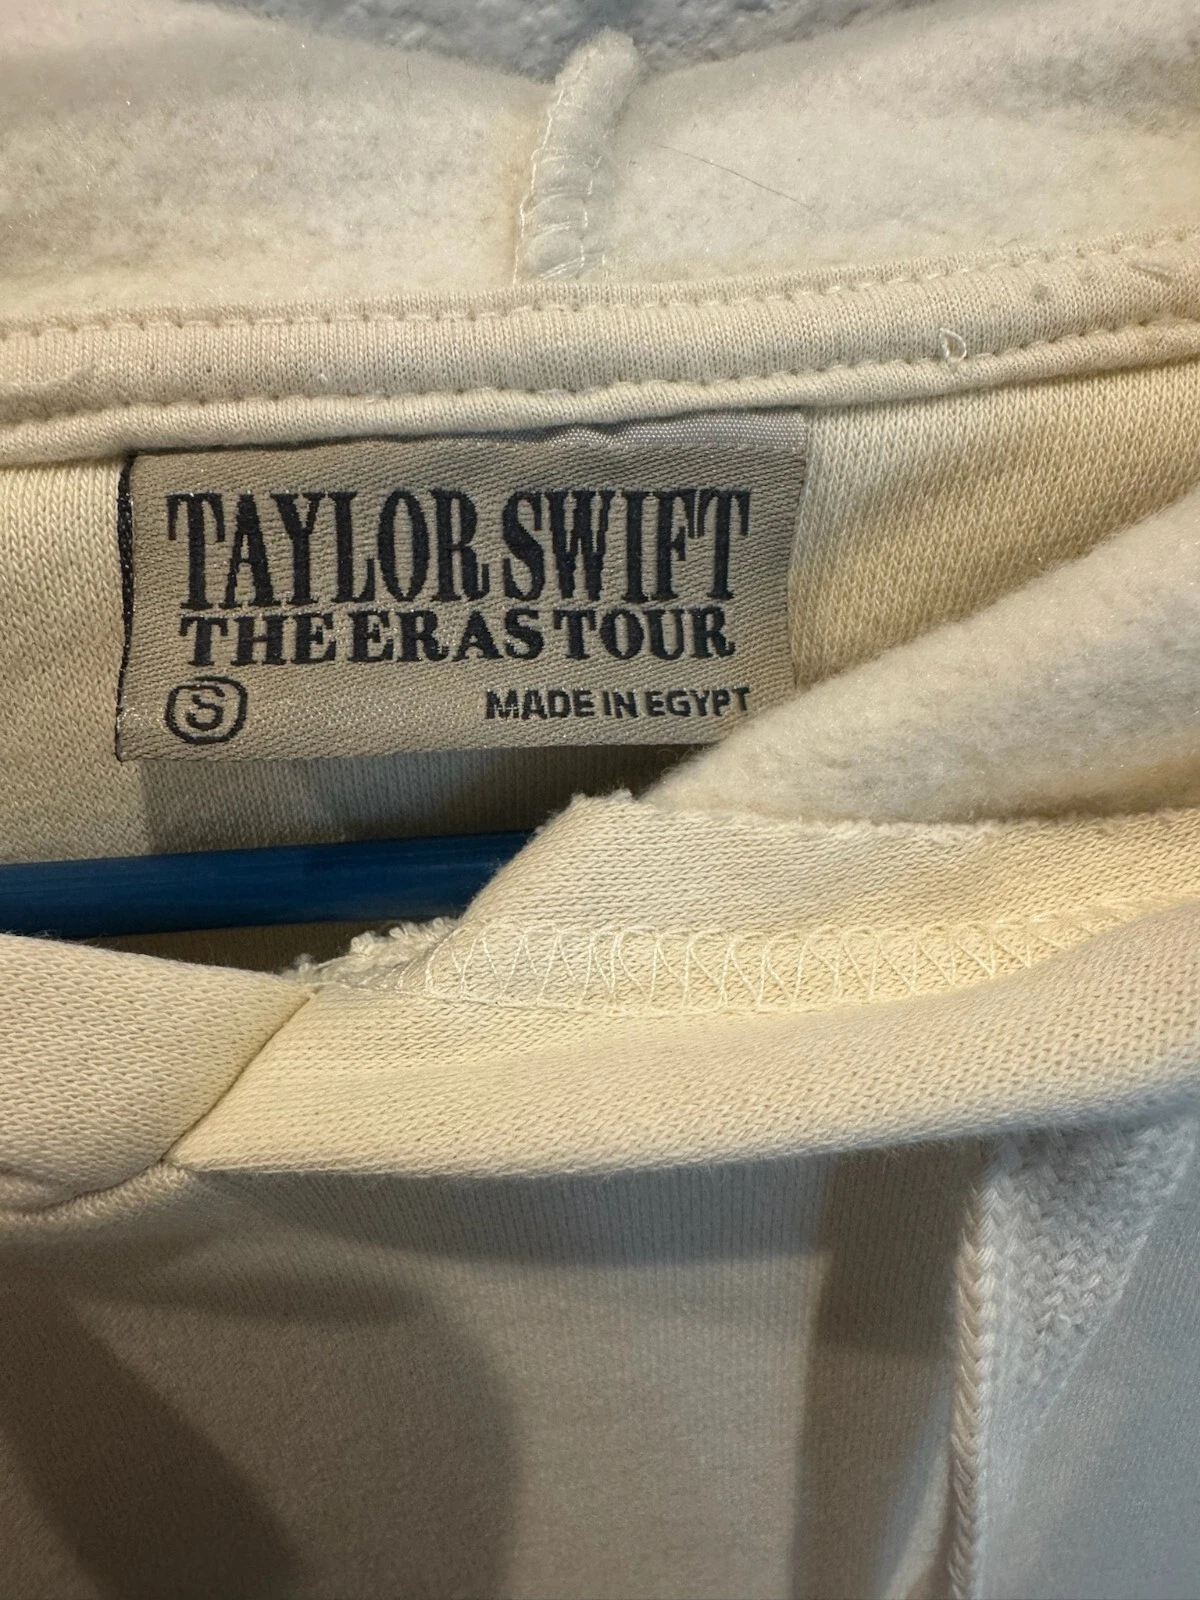 TAYLOR SWIFT
THE ERAS TOUR
S MADE IN EGYPT